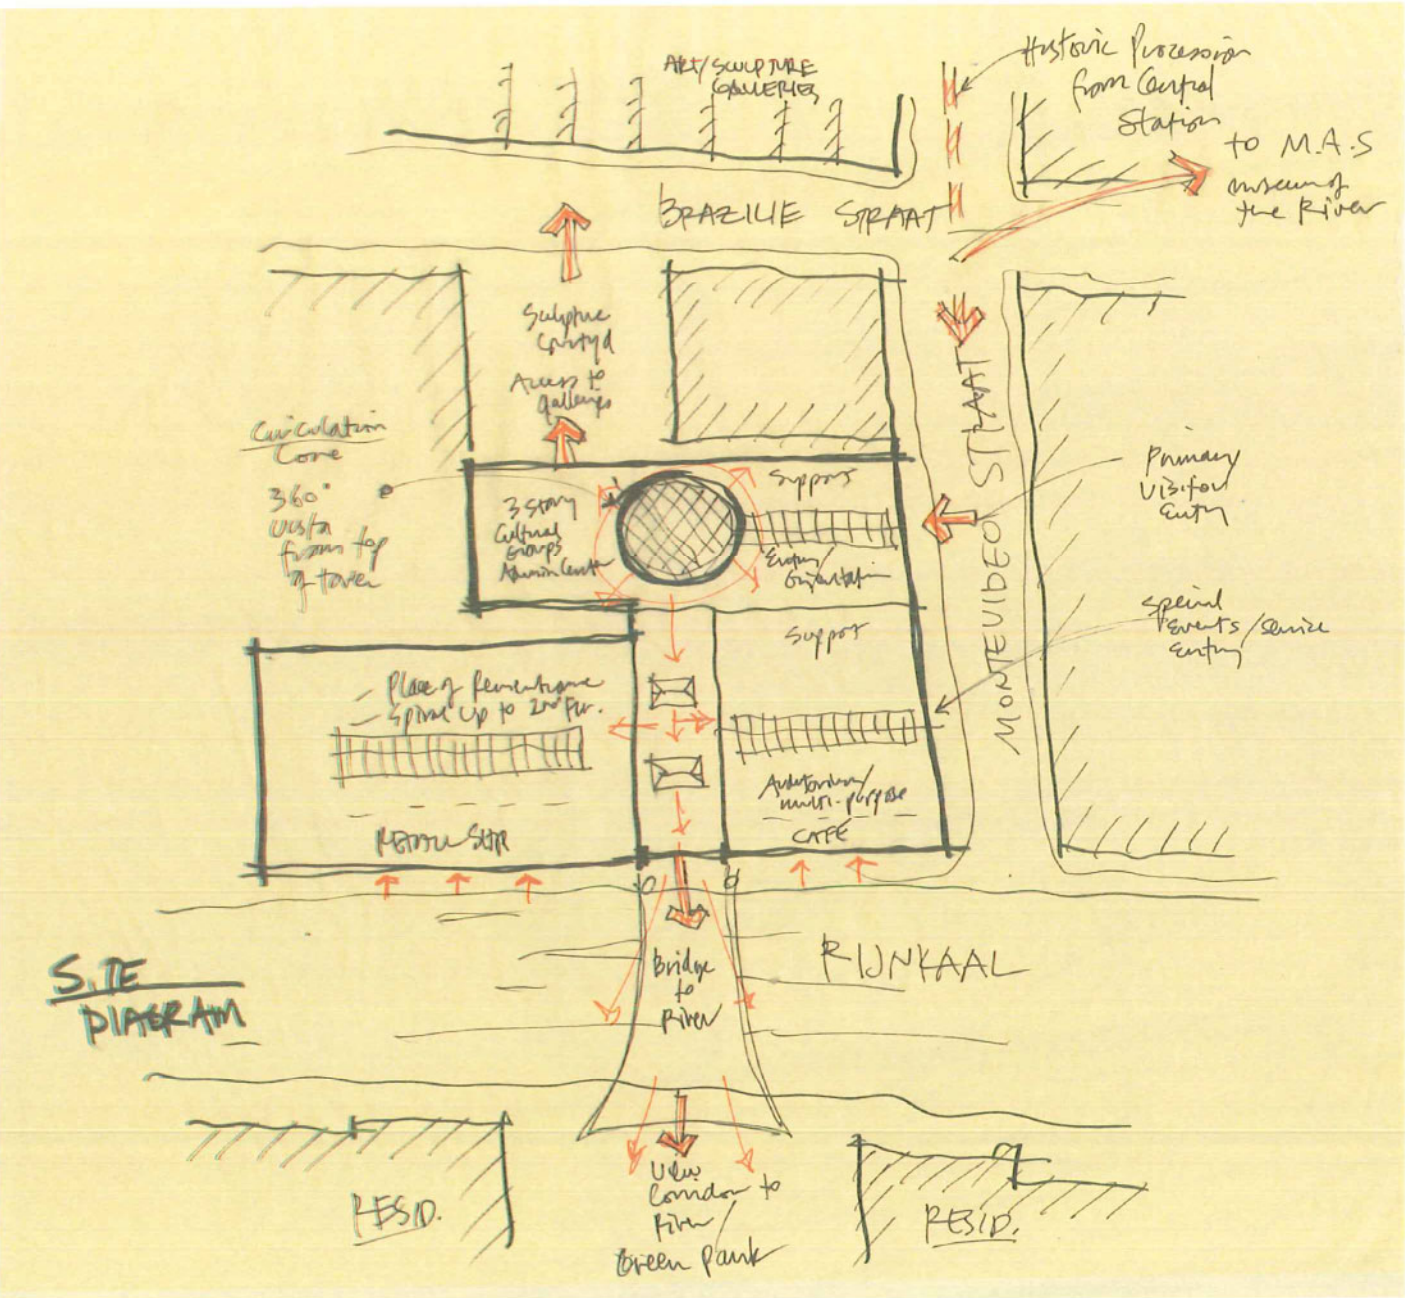 ART/SCULPTURE
GALLERIES
Historic Procession
from Central
Station
to M.A.S
museum of
the River
BRAZILIE STRAAT
Sculpture
Courtyd
Access to
galleries
Circulation
Core
360°
vista
from top
of tower
3 Story
Cultural
Groups
Admin Center
Support
Entry/
Orientation
MONTEVIDEO STRAAT
Primary
Visitor
Entry
Special
Events/Service
Entry
Support
Place of Remembrance
Spiral up to 2nd Flr.
RETAIL
Auditorium/
multi-purpose
CAFE
SITE
DIAGRAM
Bridge
to
River
RIJNKAAL
View
Corridor to
River/
Green Park
RESID.
RESID.